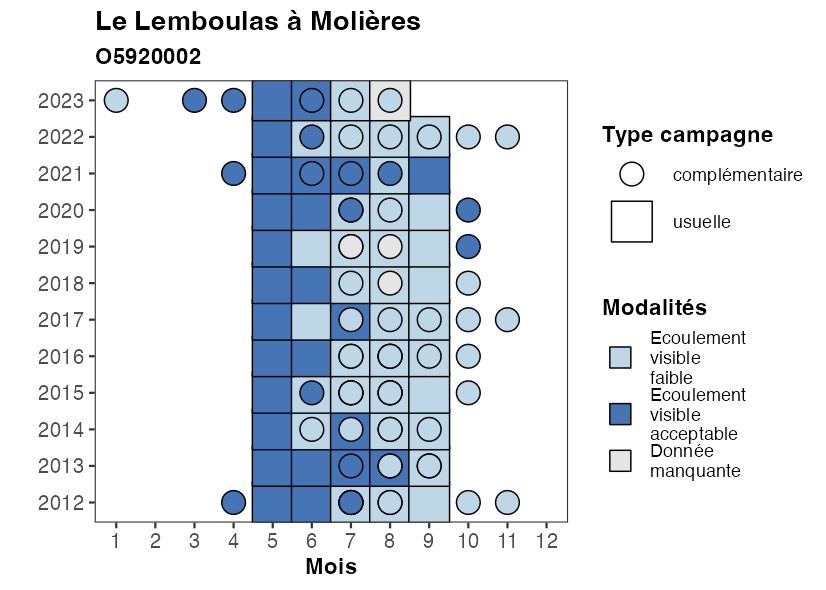 Le Lemboulas à Molières
O5920002
2023
2022
2021
2020
2019
2018
2017
2016
2015
2014
2013
2012
1 2 3 4 5 6 7 8 9 10 11 12
Mois
Type campagne
complémentaire
usuelle
Modalités
Ecoulement
visible
faible
Ecoulement
visible
acceptable
Donnée
manquante